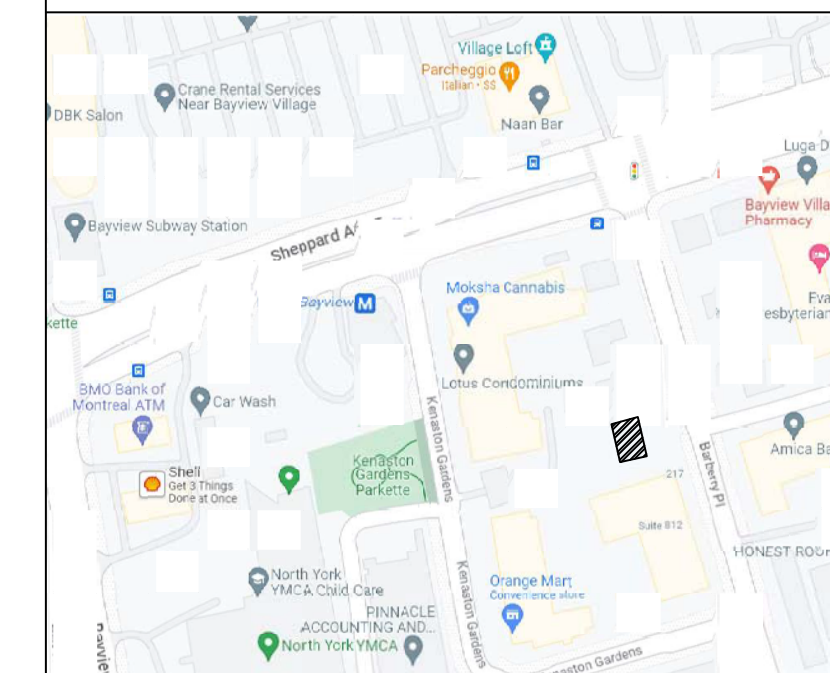 Village Loft
Parcheggio
Italian • $$
Crane Rental Services
Near Bayview Village
DBK Salon
Naan Bar
Luga D
Bayview Villa
Pharmacy
Bayview Subway Station
Sheppard A
Moksha Cannabis
Bayview
M
Eva
esbyterian
kette
Lotus Condominiums
BMO Bank of
Montreal ATM
Car Wash
Kenaston Gardens
Kenaston
Gardens
Parkette
Shell
Get 3 Things
Done at Once
Barberry Pl
Amica Ba
217
Suite 812
HONEST ROO
North York
YMCA Child Care
Orange Mart
Convenience store
Kenaston Gardens
PINNACLE
ACCOUNTING AND...
North York YMCA
aston Gardens